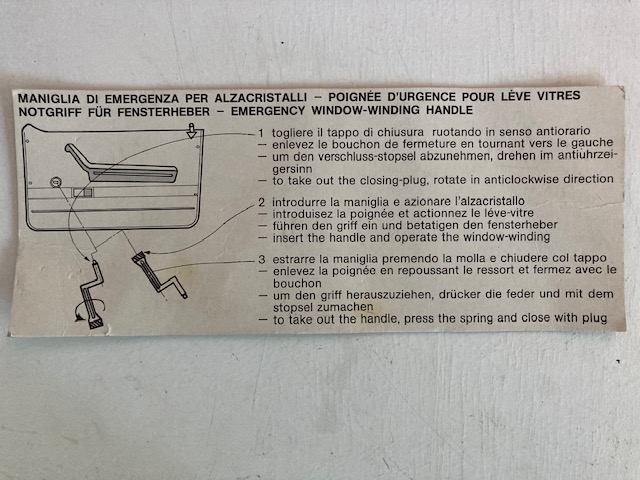 MANIGLIA DI EMERGENZA PER ALZACRISTALLI – POIGNÉE D'URGENCE POUR LÈVE VITRES
NOTGRIFF FÜR FENSTERHEBER – EMERGENCY WINDOW-WINDING HANDLE
1 togliere il tappo di chiusura ruotando in senso antiorario
– enlevez le bouchon de fermeture en tournant vers le gauche
– um den verschluss-stopsel abzunehmen, drehen im antiuhrzei-
gersinn
– to take out the closing-plug, rotate in anticlockwise direction
2 introdurre la maniglia e azionare l'alzacristallo
– introduisez la poignée et actionnez le léve-vitre
– führen den griff ein und betatigen den fensterheber
– insert the handle and operate the window-winding
3 estrarre la maniglia premendo la molla e chiudere col tappo
– enlevez la poignée en repoussant le ressort et fermez avec le
bouchon
– um den griff herauszuziehen, drücker die feder und mit dem
stopsel zumachen
– to take out the handle, press the spring and close with plug